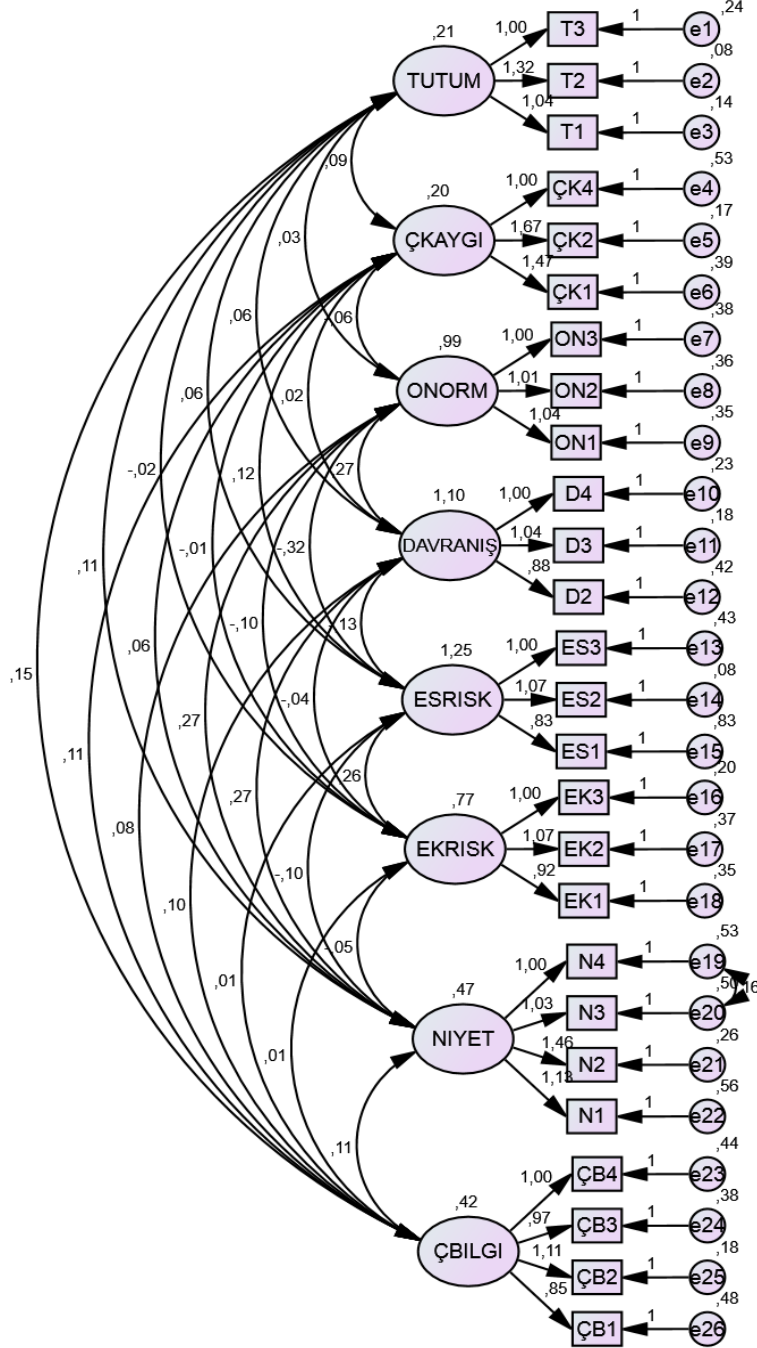 ,24
1,00 T3 1 e1
,21
,08
TUTUM 1,32 T2 1 e2
,14
1,04 T1 1 e3
,09
,53
1,00 ÇK4 1 e4
,20
,17
ÇKAYGI 1,67 ÇK2 1 e5
,03
,39
1,47 ÇK1 1 e6
,06
-,06
,38
1,00 ON3 1 e7
,99
,36
ONORM 1,01 ON2 1 e8
,06
,02
,35
1,04 ON1 1 e9
-,02
,12
,27
,23
1,00 D4 1 e10
1,10
,18
DAVRANIŞ 1,04 D3 1 e11
-,01
-,32
,11
,42
,88 D2 1 e12
-,10
-,13
,43
1,00 ES3 1 e13
,06
1,25
,15
,08
ESRISK 1,07 ES2 1 e14
-,04
,27
,83
,83 ES1 1 e15
,11
,26
,20
1,00 EK3 1 e16
,27
,77
,37
,08
EKRISK 1,07 EK2 1 e17
-,10
,35
,92 EK1 1 e18
,10
-,05
,53
1,00 N4 1 e19
,01
,47
,50
,16
1,03 N3 1 e20
NIYET
,26
1,46 N2 1 e21
,01
,56
1,13 N1 1 e22
,11
,44
1,00 ÇB4 1 e23
,42
,38
,97 ÇB3 1 e24
ÇBILGI
,18
1,11 ÇB2 1 e25
,48
,85 ÇB1 1 e26